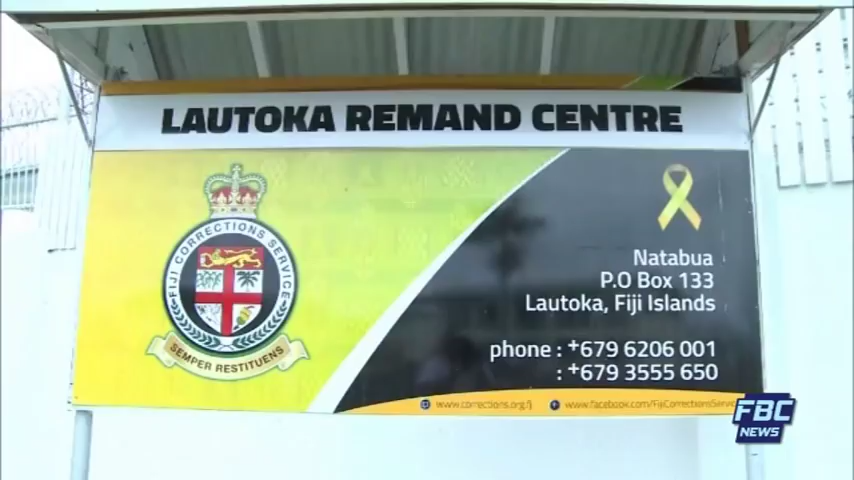 LAUTOKA REMAND CENTRE
FIJI CORRECTIONS SERVICE
SEMPER RESTITUENS
Natabua
P.O Box 133
Lautoka, Fiji Islands
phone : +679 6206 001
: +679 3555 650
www.corrections.org.fj
www.facebook.com/FijiCorrectionsServic
FBC
NEWS